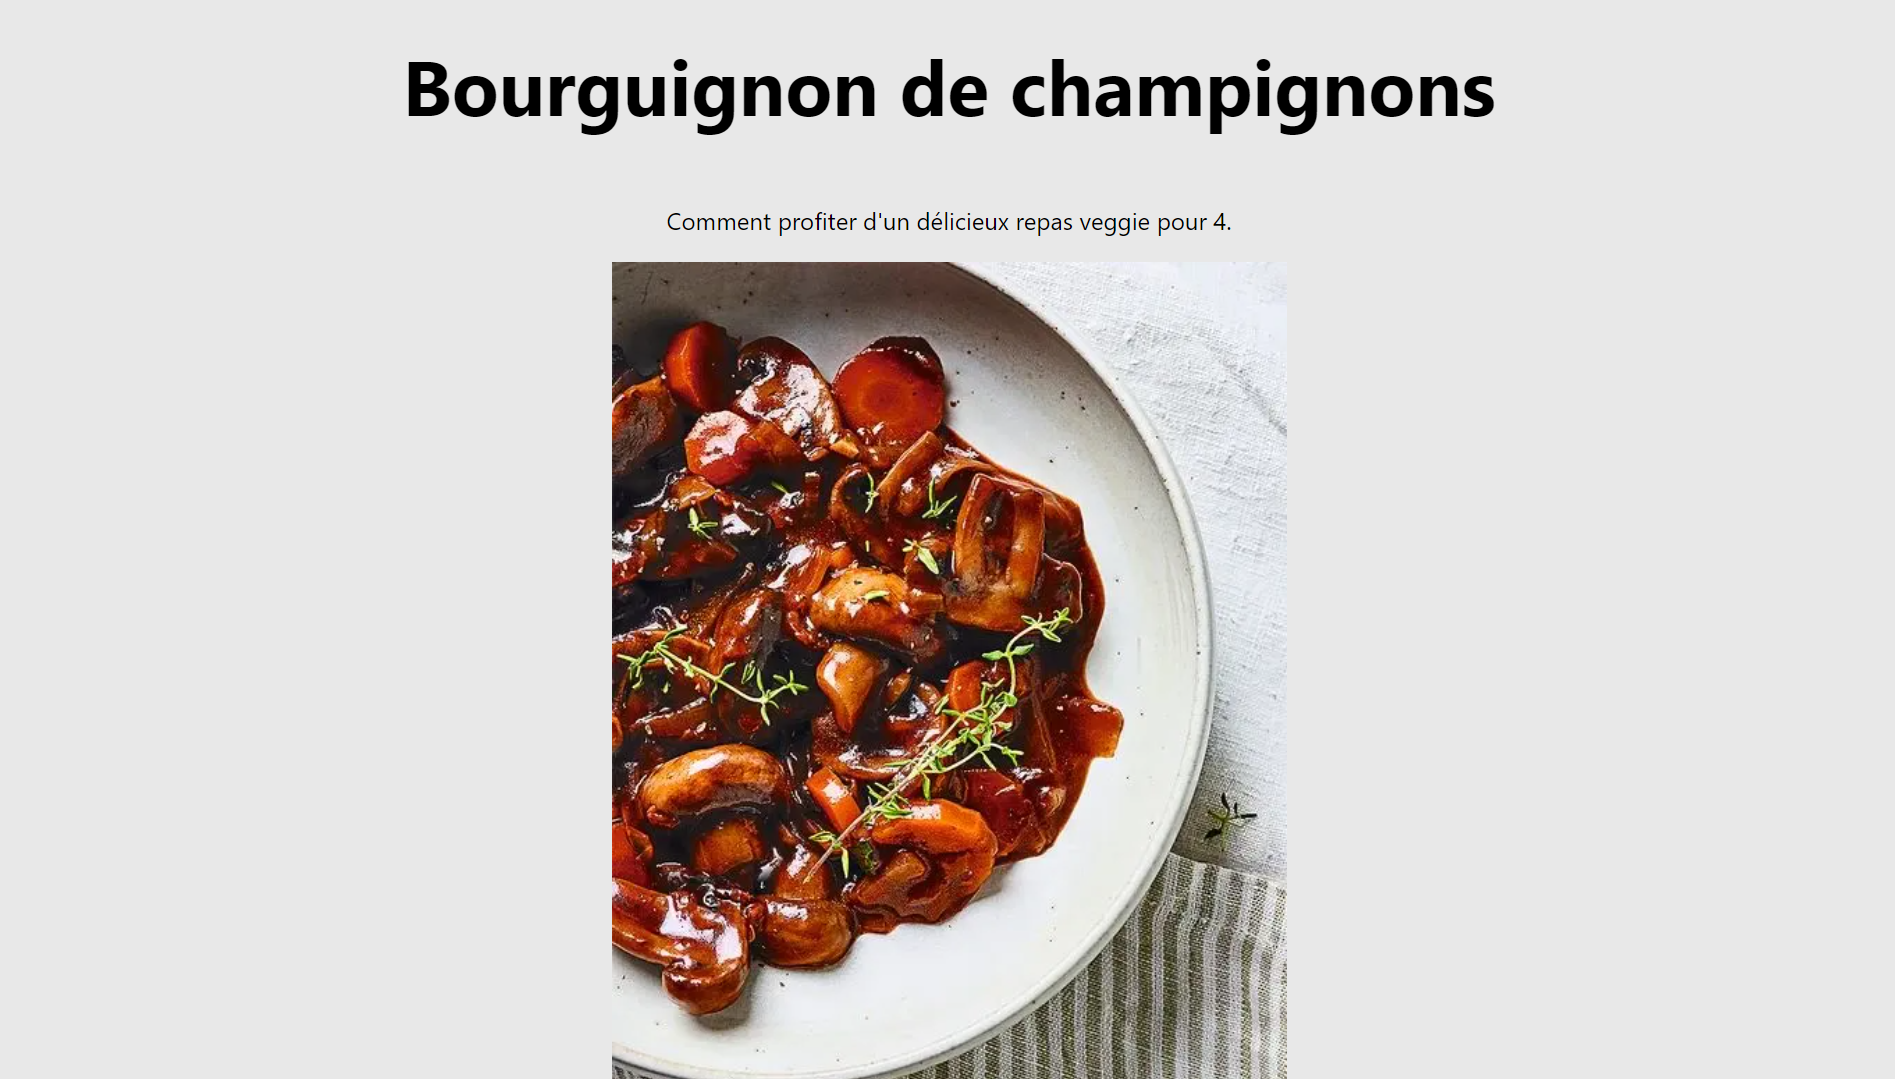 Bourguignon de champignons
Comment profiter d'un délicieux repas veggie pour 4.